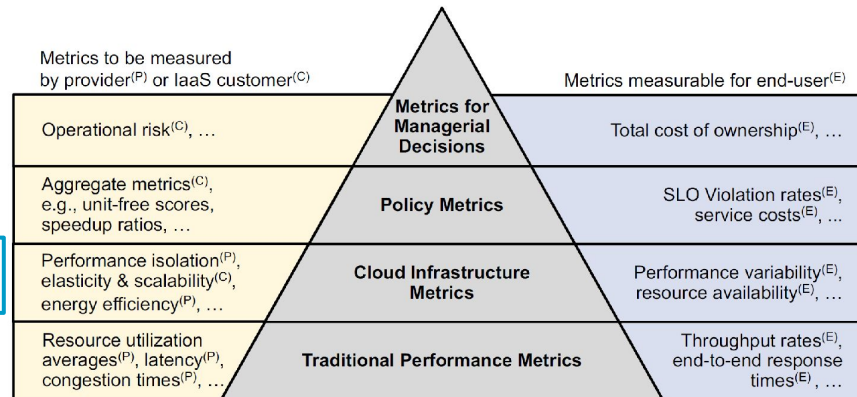 Metrics to be measured
by provider(P) or IaaS customer(C)
Metrics measurable for end-user(E)
Operational risk(C), …
Metrics for
Managerial
Decisions
Total cost of ownership(E), …
Aggregate metrics(C),
e.g., unit-free scores,
speedup ratios, …
Policy Metrics
SLO Violation rates(E),
service costs(E), ...
Performance isolation(P),
elasticity & scalability(C),
energy efficiency(P), …
Cloud Infrastructure
Metrics
Performance variability(E),
resource availability(E), …
Resource utilization
averages(P), latency(P),
congestion times(P), …
Traditional Performance Metrics
Throughput rates(E),
end-to-end response
times(E), …